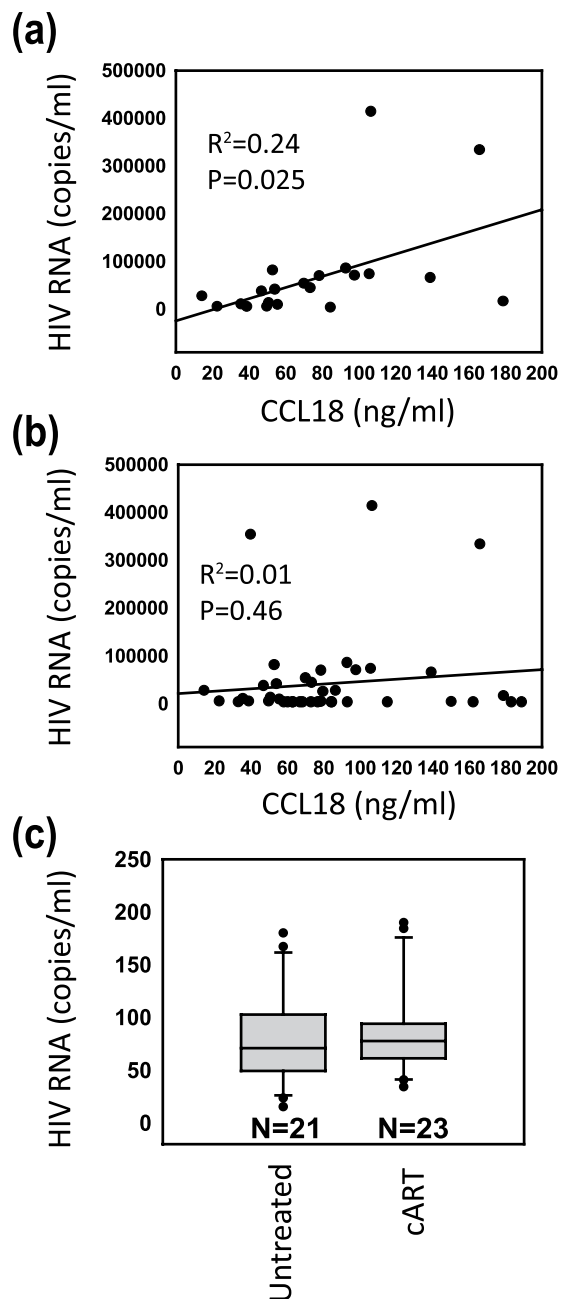 (a)
HIV RNA (copies/ml)
500000
400000
300000
200000
100000
0
R²=0.24
P=0.025
0 20 40 60 80 100 120 140 160 180 200
CCL18 (ng/ml)
(b)
HIV RNA (copies/ml)
500000
400000
300000
200000
100000
0
R²=0.01
P=0.46
0 20 40 60 80 100 120 140 160 180 200
CCL18 (ng/ml)
(c)
HIV RNA (copies/ml)
250
200
150
100
50
0
N=21 N=23
Untreated
cART